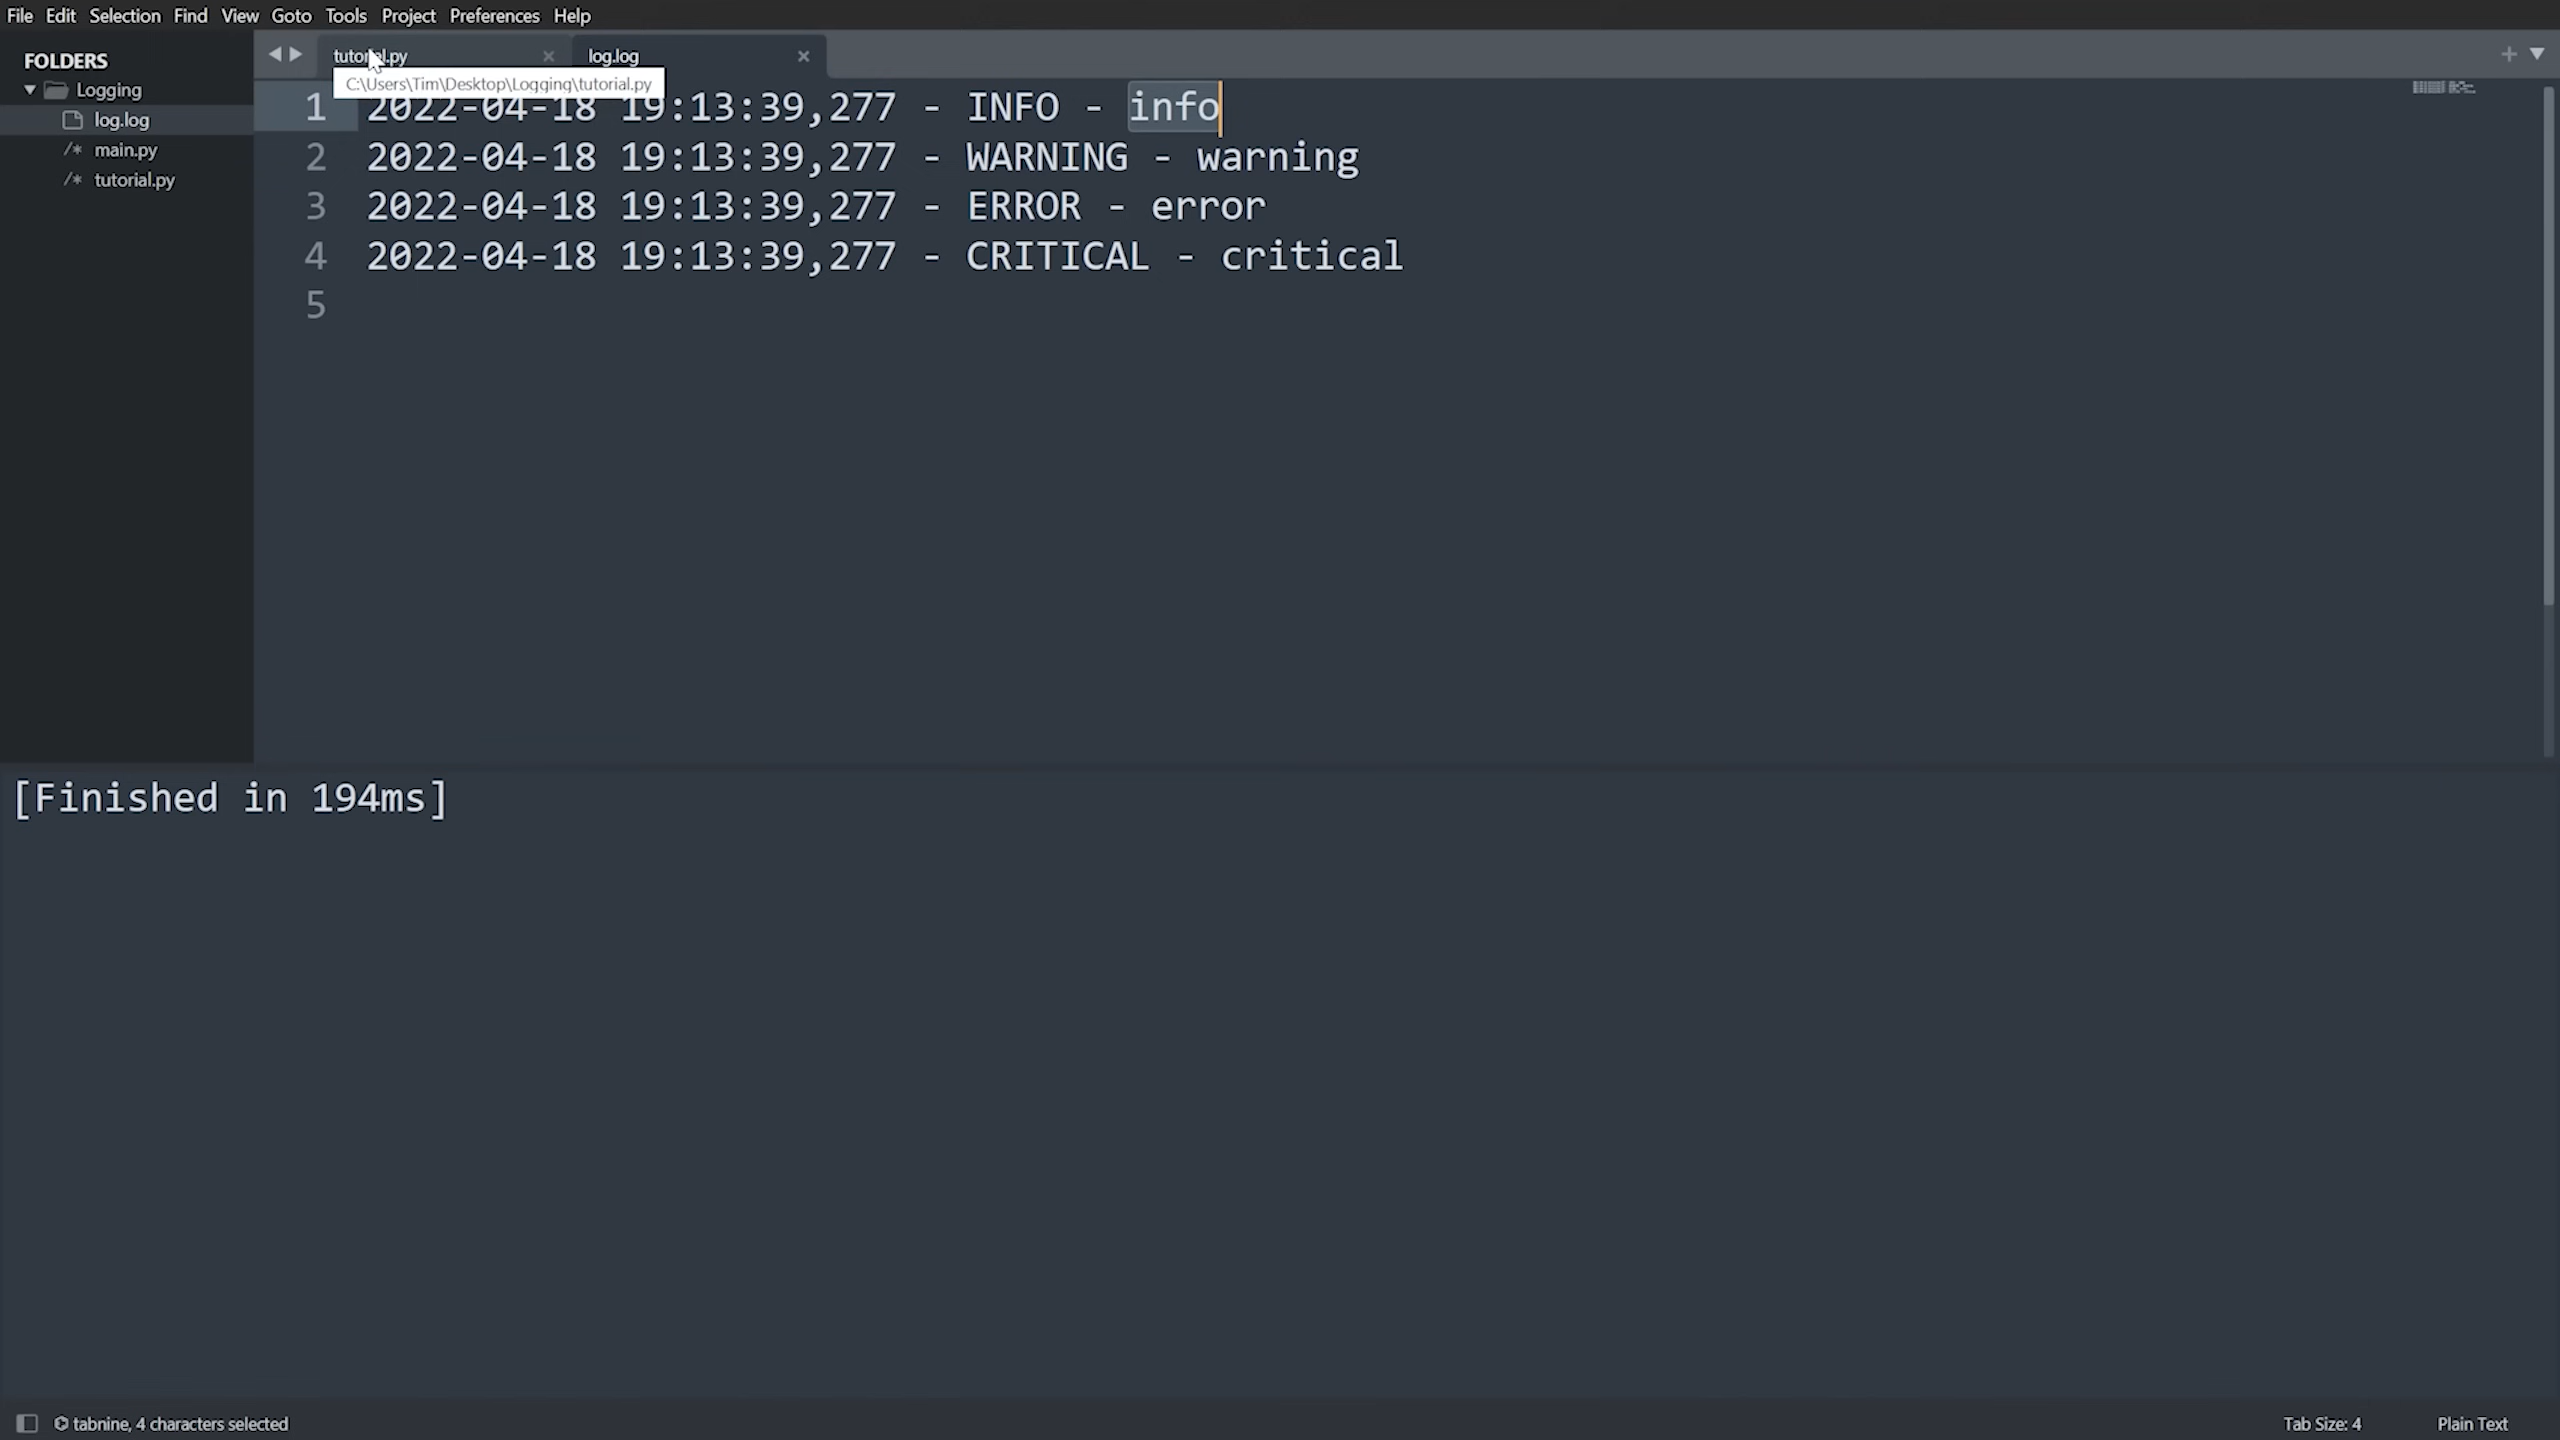 File Edit Selection Find View Goto Tools Project Preferences Help
FOLDERS
Logging
log.log
/* main.py
/* tutorial.py
tutorial.py × log.log ×
C:\Users\Tim\Desktop\Logging\tutorial.py
1 2022-04-18 19:13:39,277 - INFO - info
2 2022-04-18 19:13:39,277 - WARNING - warning
3 2022-04-18 19:13:39,277 - ERROR - error
4 2022-04-18 19:13:39,277 - CRITICAL - critical
5
[Finished in 194ms]
tabnine, 4 characters selected
Tab Size: 4 Plain Text